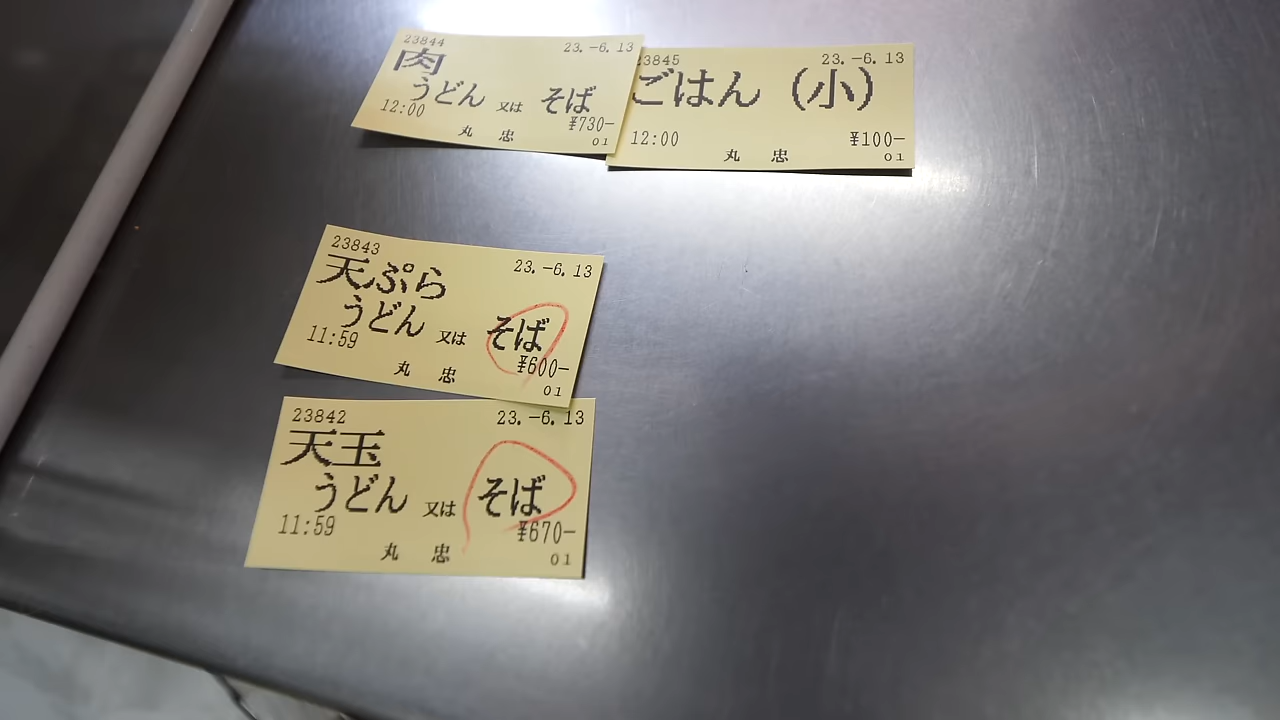 23844 23.-6.13
肉
うどん 又は そば
12:00 ¥730-
丸 忠 01
23845 23.-6.13
ごはん (小)
12:00 ¥100-
丸 忠 01
23843 23.-6.13
天ぷら
うどん 又は そば
11:59 ¥600-
丸 忠 01
23842 23.-6.13
天玉
うどん 又は そば
11:59 ¥670-
丸 忠 01